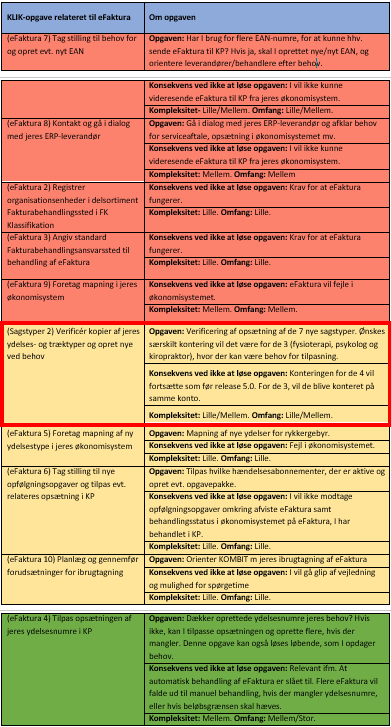 KLIK-opgave relateret til eFaktura
Om opgaven
(eFaktura 7) Tag stilling til behov for
og opret evt. nyt EAN
Opgaven: Har I brug for flere EAN-numre, for at kunne hhv.
sende eFaktura til KP? Hvis ja, skal I oprettet nye/nyt EAN, og
orientere leverandører/behandlere efter behov.
Konsekvens ved ikke at løse opgaven: I vil ikke kunne
videresende eFaktura til KP fra jeres økonomisystem.
Kompleksitet- Lille/Mellem. Omfang: Lille/Mellem.
(eFaktura 8) Kontakt og gå i dialog
med jeres ERP-leverandør
Opgaven: Gå i dialog med jeres ERP-leverandør og afklar behov
for serviceaftale, opsætning i økonomisystemet mv.
Konsekvens ved ikke at løse opgaven: I vil ikke kunne
videresende eFaktura til KP fra jeres økonomisystem.
Kompleksitet: Mellem. Omfang: Mellem
(eFaktura 2) Registrer
organisationsenheder i delsortiment
Fakturabehandlingssted i FK
Klassifikation
Konsekvens ved ikke at løse opgaven: Krav for at eFaktura
fungerer.
Kompleksitet: Lille. Omfang: Lille.
(eFaktura 3) Angiv standard
Fakturabehandlingsansvarssted til
behandling af eFaktura
Konsekvens ved ikke at løse opgaven: Krav for at eFaktura
fungerer.
Kompleksitet: Lille. Omfang: Lille.
(eFaktura 9) Foretag mapning i jeres
økonomisystem
Konsekvens ved ikke at løse opgaven: eFaktura vil fejle i
økonomisystemet.
Kompleksitet: Mellem. Omfang: Mellem.
(Sagstyper 2) Verificér kopier af jeres
ydelses- og træktyper og opret nye
ved behov
Opgaven: Verificering af opsætning af de 7 nye sagstyper. Ønskes
særskilt kontering vil det være for de 3 (fysioterapi, psykolog og
kiropraktor), hvor der kan være behov for tilpasning.
Konsekvens ved ikke at løse opgaven: Konteringen for de 4 vil
fortsætte som før release 5.0. For de 3, vil de blive konteret på
samme konto.
Kompleksitet: Lille/Mellem. Omfang: Lille/Mellem.
(eFaktura 5) Foretag mapning af ny
ydelsestype i jeres økonomisystem
Opgaven: Mapning af nye ydelser for rykkergebyr.
Konsekvens ved ikke at løse opgaven: Fejl i økonomisystemet.
Kompleksitet: Lille. Omfang: Lille.
(eFaktura 6) Tag stilling til nye
opfølgningsopgaver og tilpas evt.
relateres opsætning i KP
Opgaven: Tilpas hvilke hændelsesabonnementer, der er aktive og
opret evt. opgavepakke.
Konsekvens ved ikke at løse opgaven: I vil ikke modtage
opfølgningsopgaver omkring afviste eFaktura samt
behandlingsstatus i økonomisystemet på eFaktura, I har
behandlet i KP.
Kompleksitet: Lille. Omfang: Lille.
(eFaktura 10) Planlæg og gennemfør
forudsætninger for ibrugtagning
Opgaven: Orienter KOMBIT m jeres ibrugtagning af eFaktura
Konsekvens ved ikke at løse opgaven: I vil gå glip af vejledning
og mulighed for spørgetime
Kompleksitet: Lille. Omfang: Lille.
(eFaktura 4) Tilpas opsætningen af
jeres ydelsesnumre i KP
Opgaven: Dækker oprettede ydelsesnumre jeres behov? Hvis
ikke, kan I tilpasse opsætningen og oprette flere, hvis der
mangler. Denne opgave kan også løses løbende, som I opdager
behov.
Konsekvens ved ikke at løse opgaven: Relevant ifm. At
automatisk behandling af eFaktura er slået til. Flere eFaktura vil
falde ud til manuel behandling, hvis der mangler ydelsesnumre,
eller hvis beløbsgrænsen skal hæves.
Kompleksitet: Mellem. Omfang: Mellem/Stor.